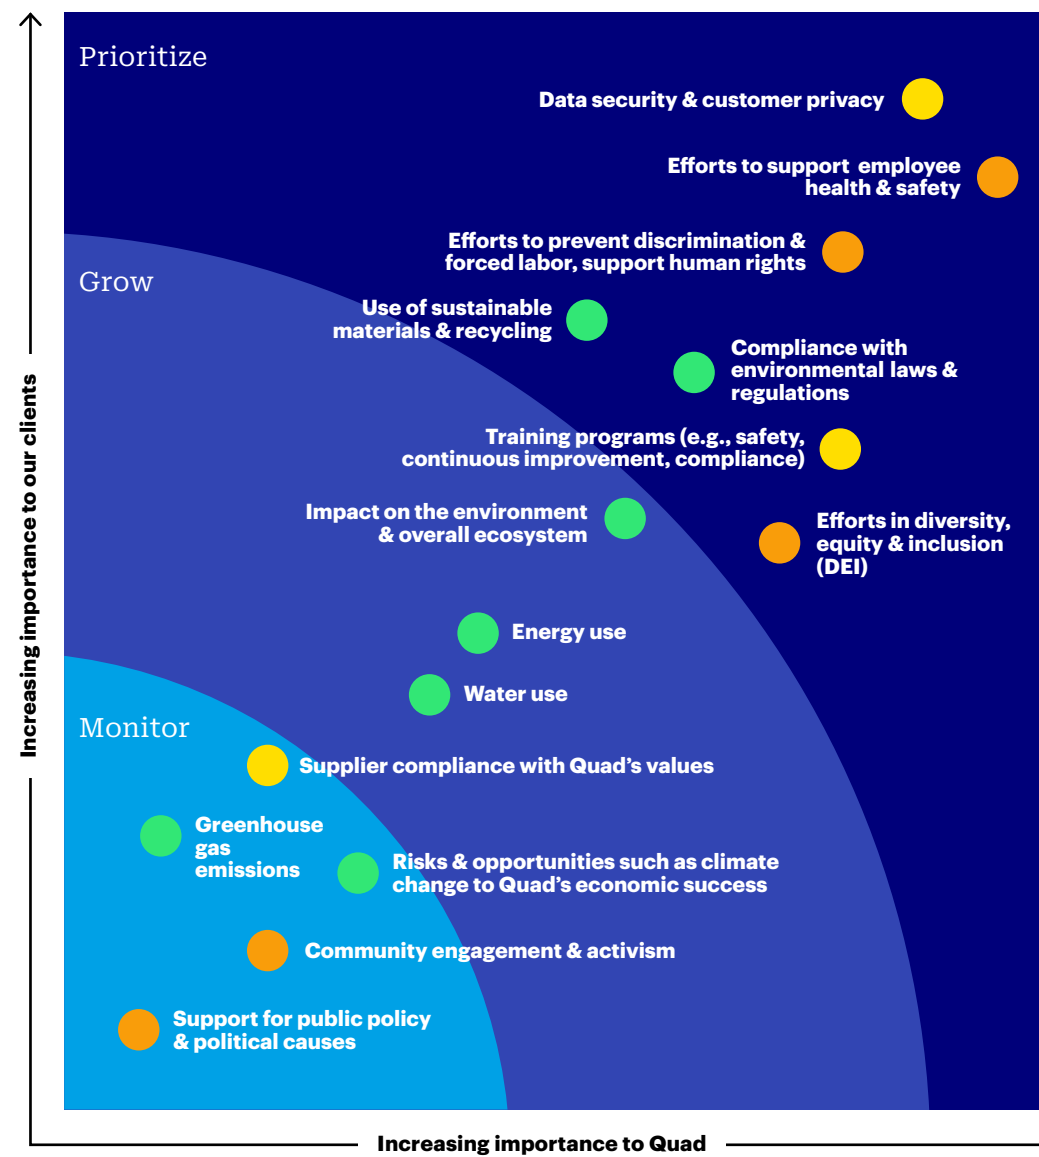 Prioritize
Data security & customer privacy
Efforts to support  employee
health & safety
Efforts to prevent discrimination &
forced labor, support human rights
Grow
Use of sustainable
materials & recycling
Compliance with
environmental laws &
regulations
Training programs (e.g., safety,
continuous improvement, compliance)
Impact on the environment
& overall ecosystem
Efforts in diversity,
equity & inclusion
(DEI)
Energy use
Water use
Monitor
Supplier compliance with Quad’s values
Greenhouse
gas
emissions
Risks & opportunities such as climate
change to Quad’s economic success
Community engagement & activism
Support for public policy
& political causes
Increasing importance to our clients
Increasing importance to Quad